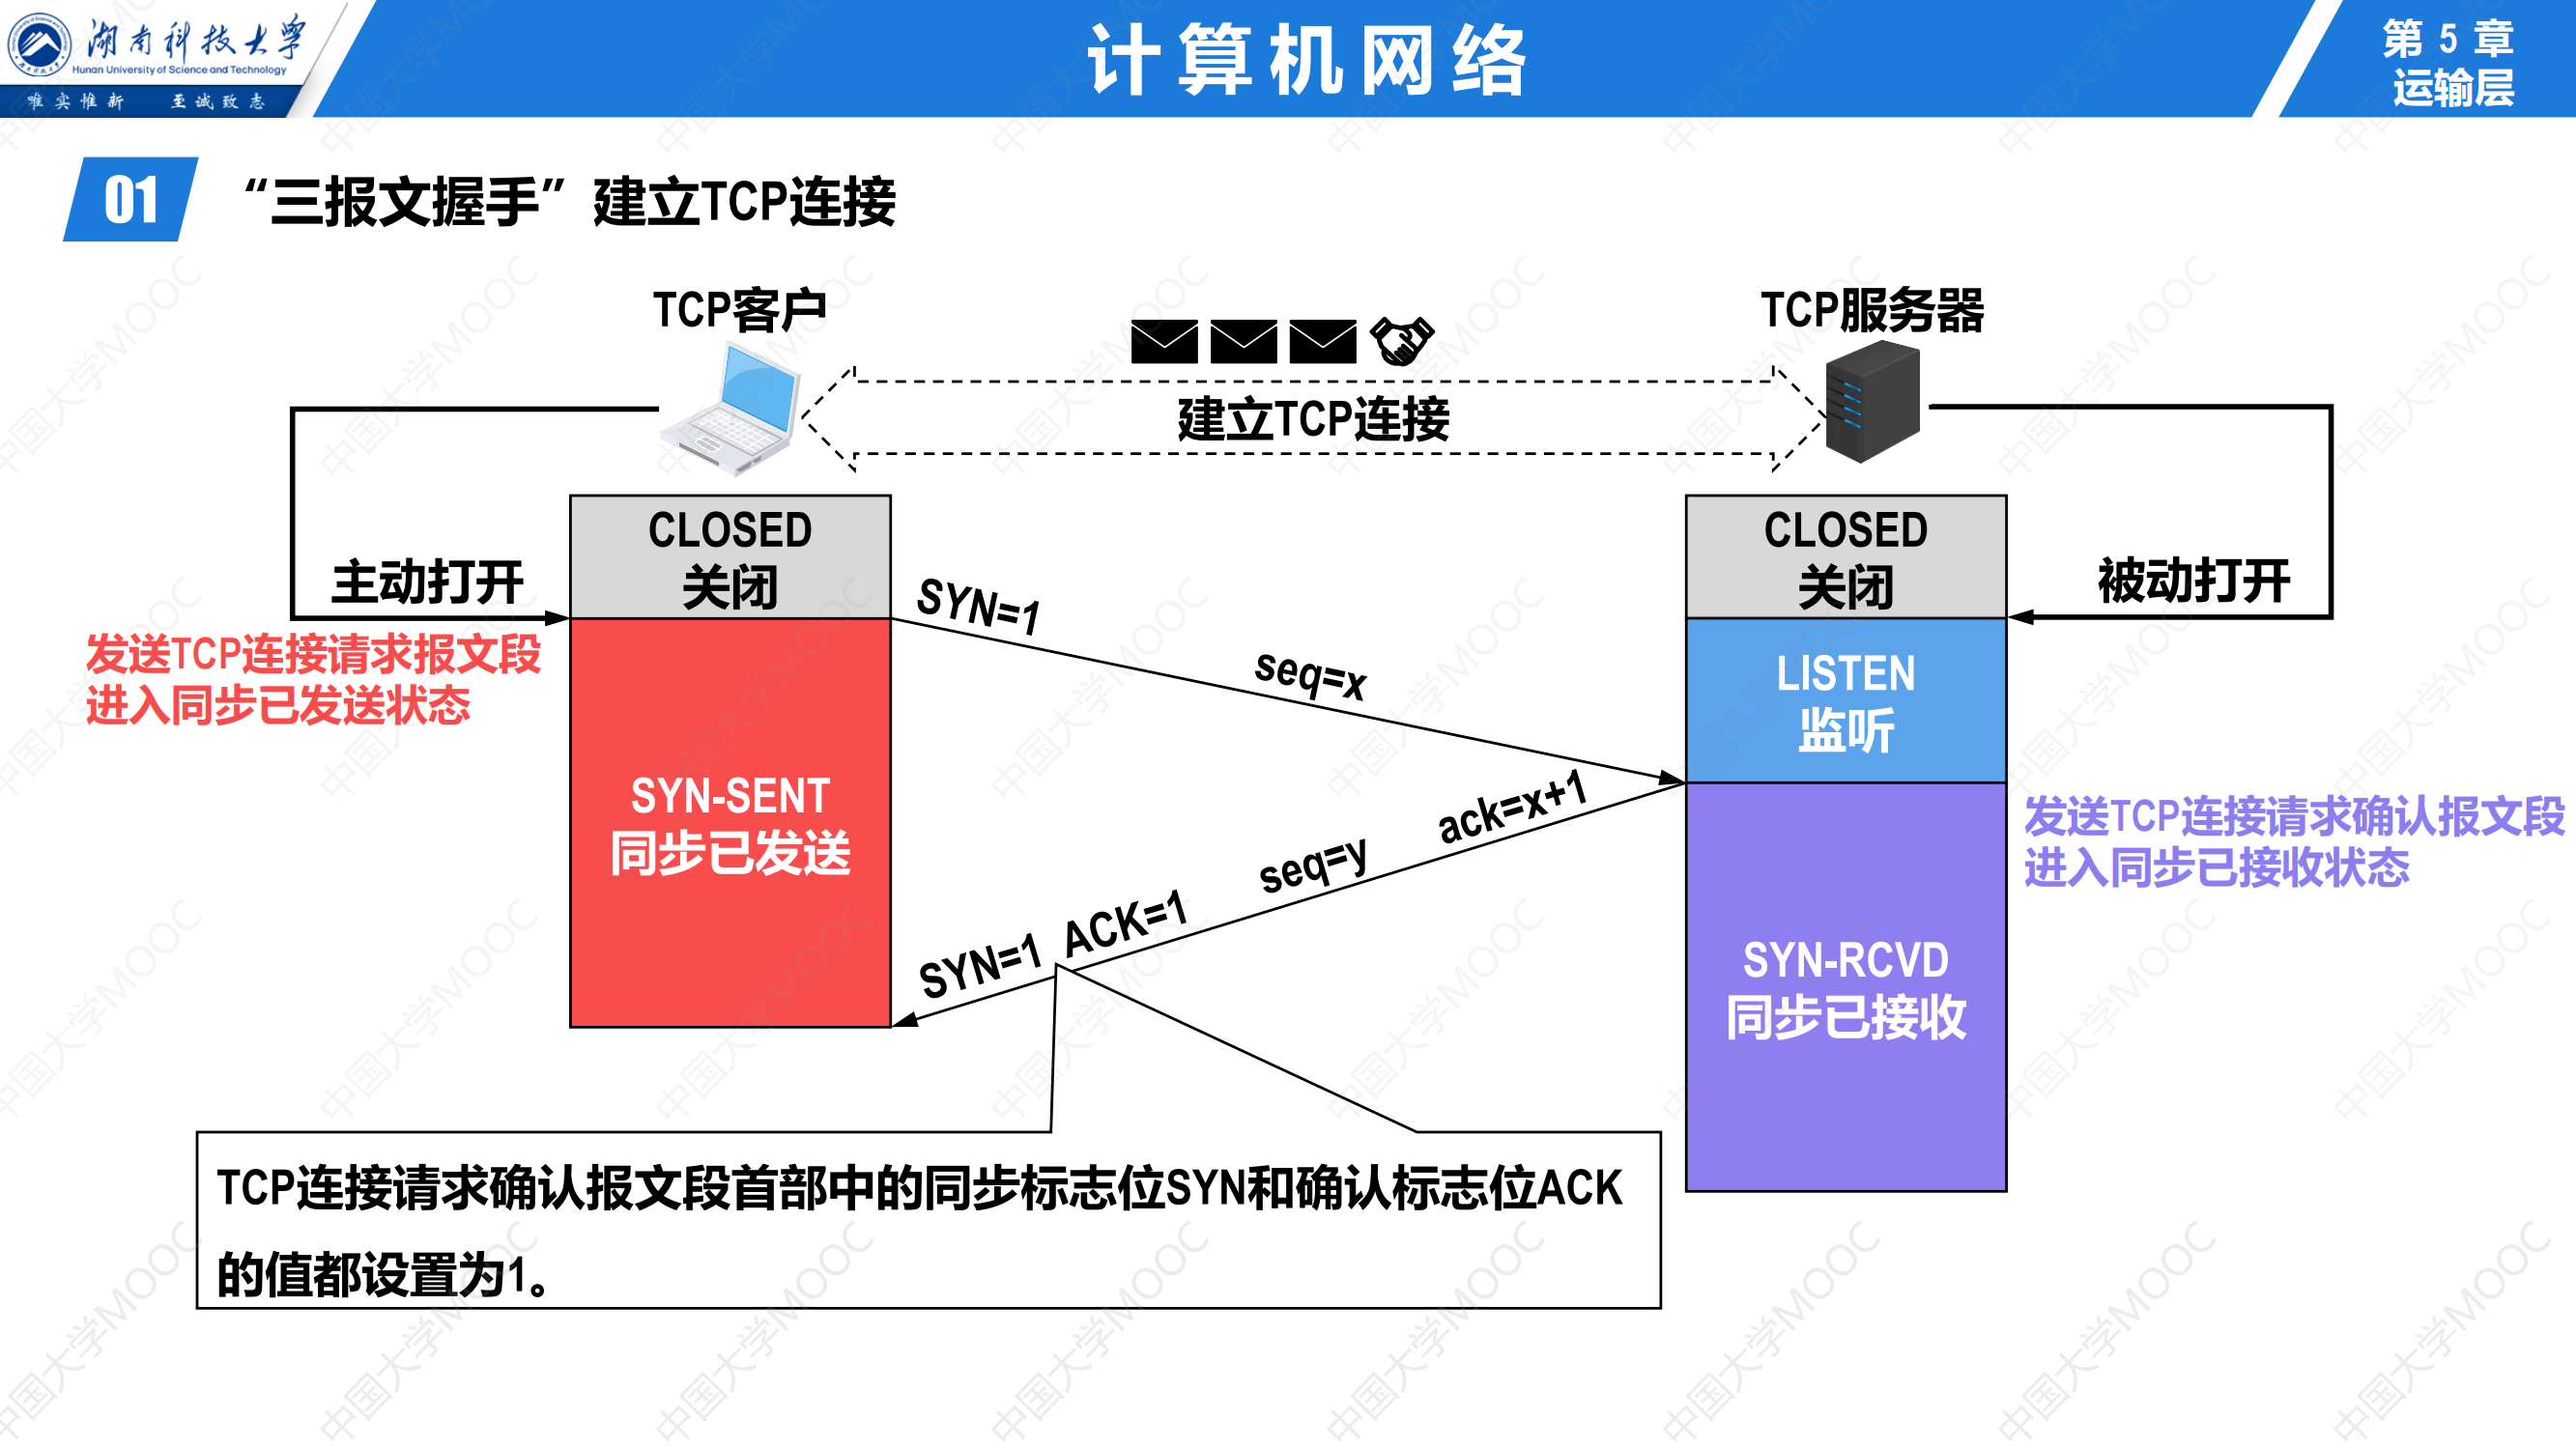 湖南科技大学
Hunan University of Science and Technology
唯实惟新 至诚致志
计算机网络
第 5 章
运输层
01
“三报文握手”建立TCP连接
TCP客户
TCP服务器
建立TCP连接
主动打开
被动打开
CLOSED
关闭
CLOSED
关闭
发送TCP连接请求报文段
进入同步已发送状态
SYN=1
seq=x
LISTEN
监听
SYN-SENT
同步已发送
SYN=1 ACK=1 seq=y ack=x+1
发送TCP连接请求确认报文段
进入同步已接收状态
SYN-RCVD
同步已接收
TCP连接请求确认报文段首部中的同步标志位SYN和确认标志位ACK
的值都设置为1。
中国大学MOOC